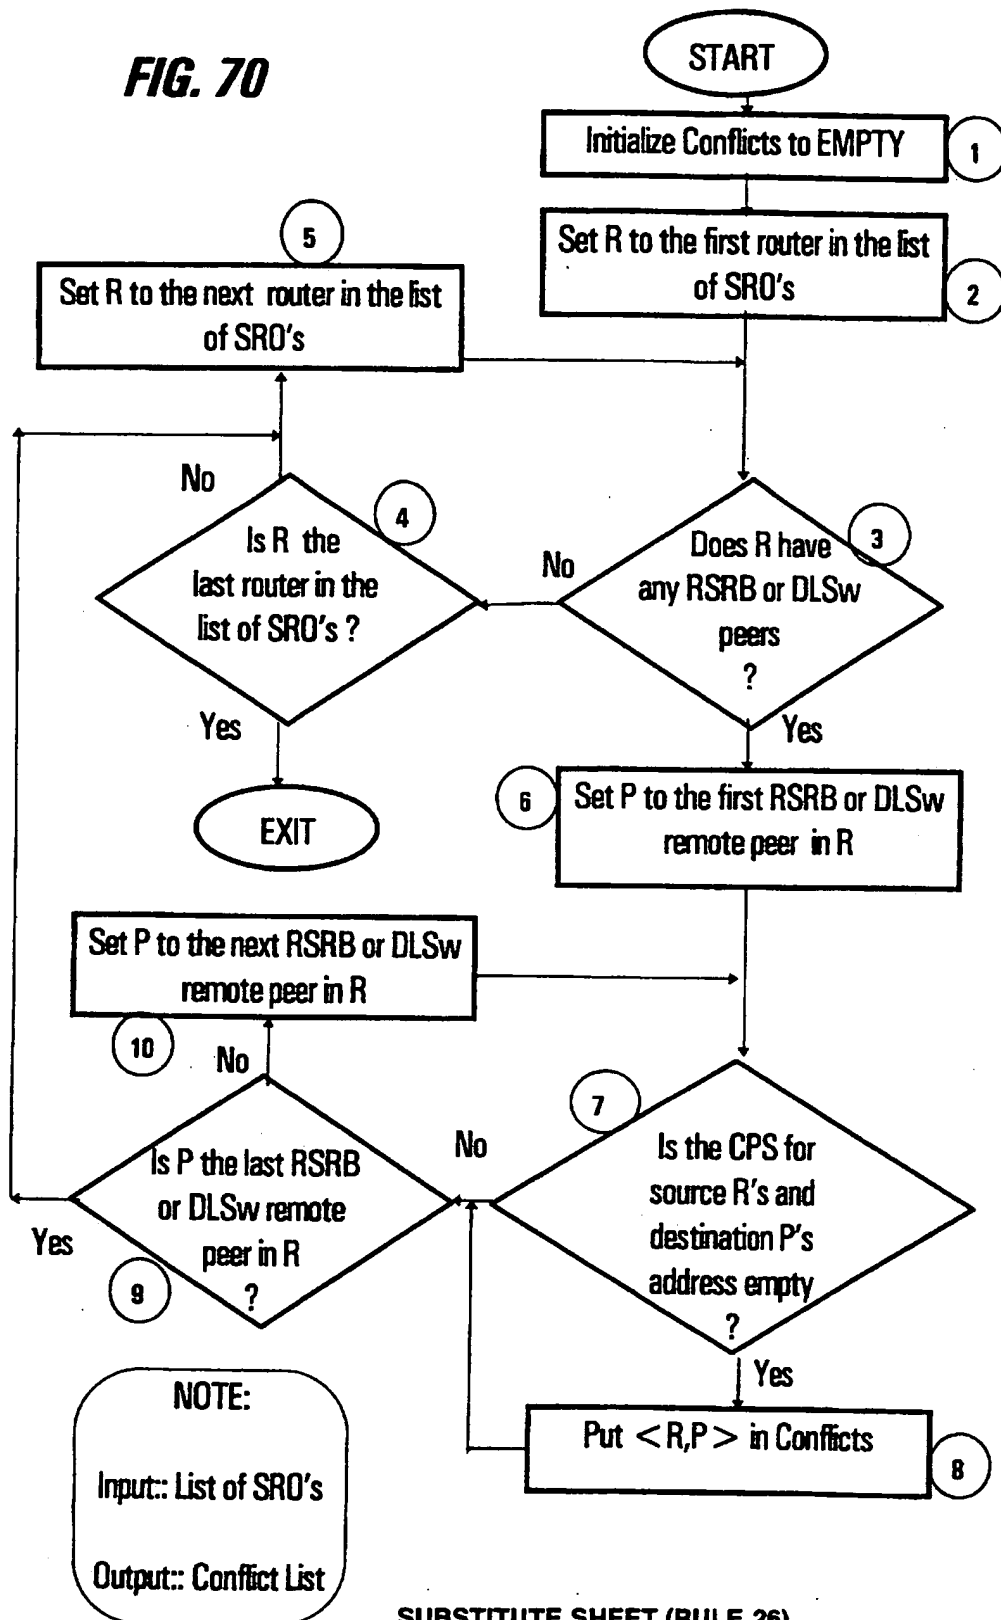 FIG. 70
START
Initialize Conflicts to EMPTY
1
Set R to the first router in the list
of SRO's
2
5
Set R to the next router in the list
of SRO's
No
4
Is R the
last router in the
list of SRO's ?
Yes
EXIT
No
3
Does R have
any RSRB or DLSw
peers
?
Yes
6
Set P to the first RSRB or DLSw
remote peer in R
Set P to the next RSRB or DLSw
remote peer in R
10
No
Is P the last RSRB
or DLSw remote
peer in R
?
Yes
9
No
7
Is the CPS for
source R's and
destination P's
address empty
?
Yes
Put <R,P> in Conflicts
8
NOTE:
Input:: List of SRO's
Output:: Conflict List
SUBSTITUTE SHEET (RULE 26)